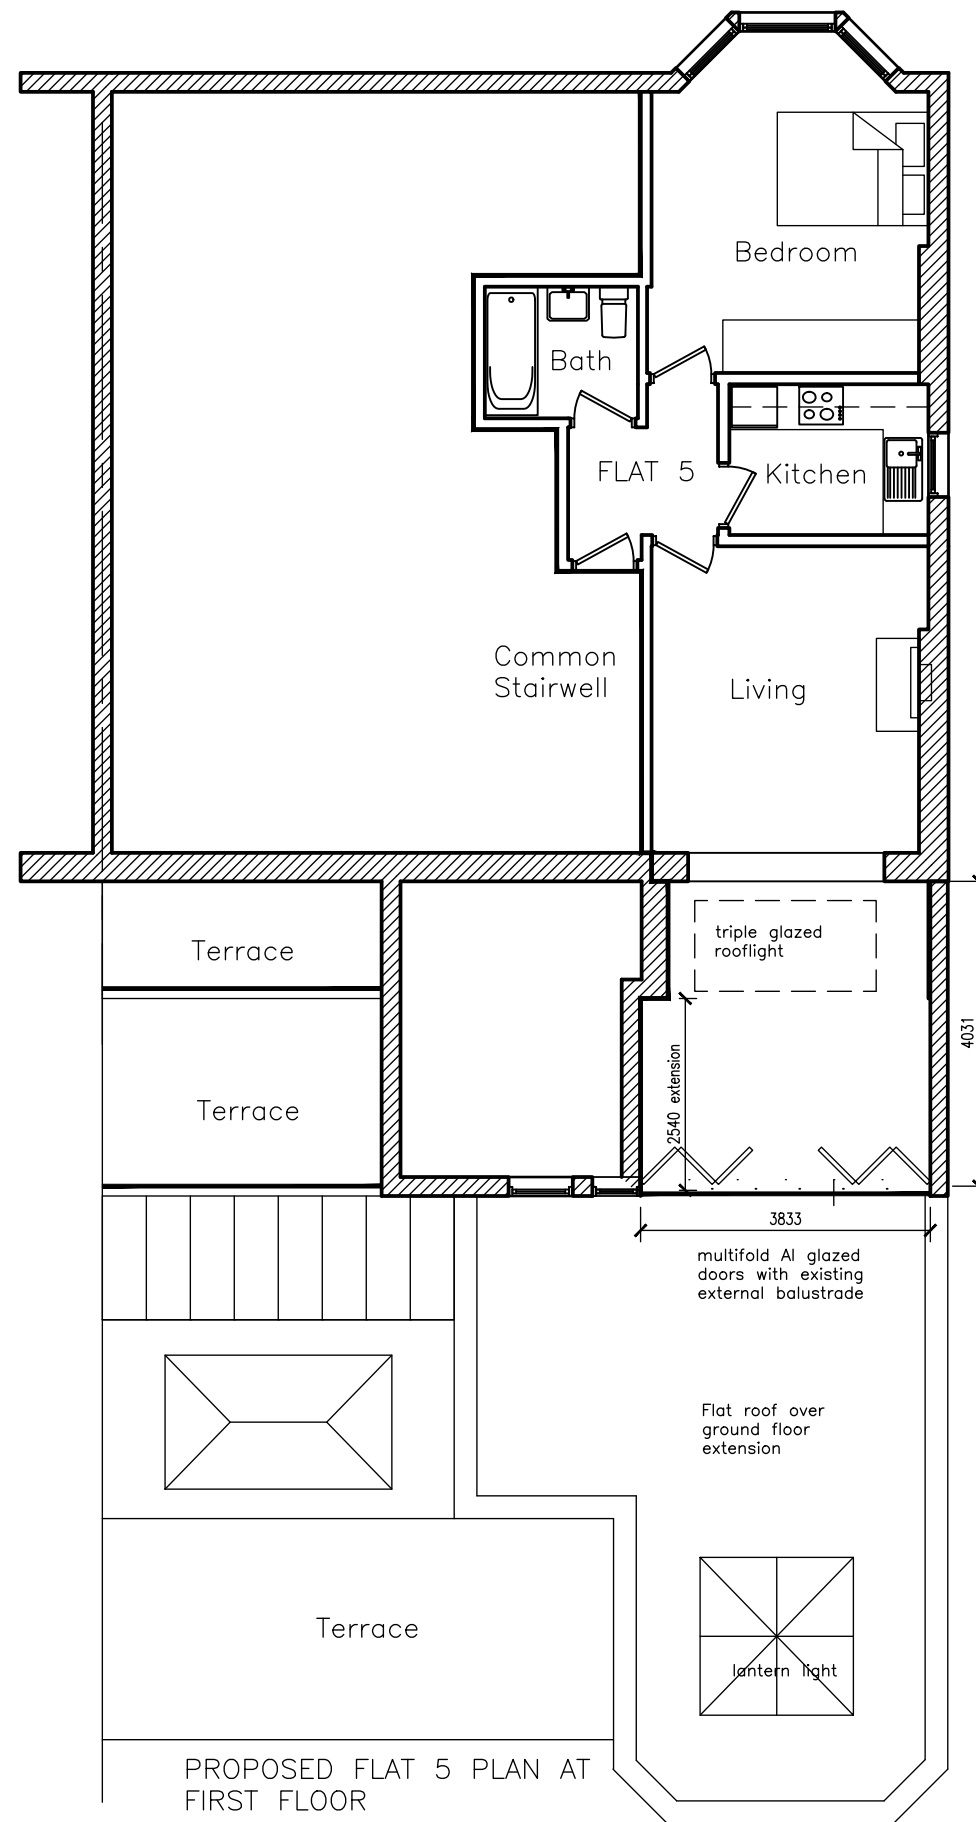 Bedroom
Bath
FLAT 5
Kitchen
Common
Stairwell
Living
Terrace
triple glazed
rooflight
4031
2540 extension
Terrace
3833
multifold Al glazed
doors with existing
external balustrade
Flat roof over
ground floor
extension
Terrace
lantern light
PROPOSED FLAT 5 PLAN AT
FIRST FLOOR